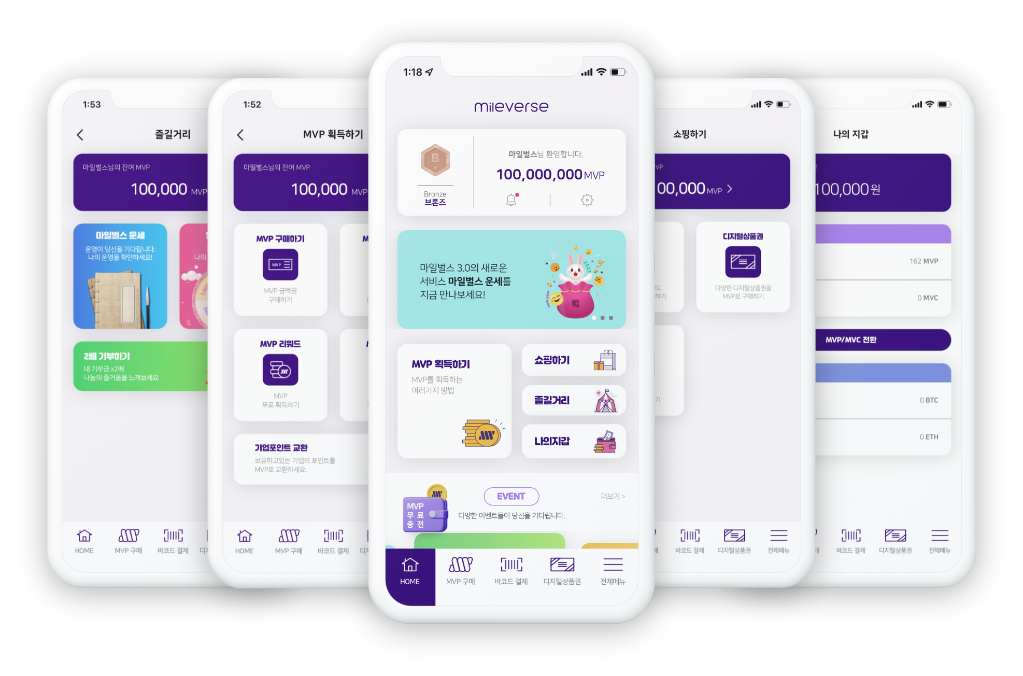 1:53
즐길거리
마일벌스님의 잔여 MVP
100,000 MVP
마일벌스 운세
운명이 당신을 기다립니다.
나의 운명을 확인하세요!
나의
2배 기부하기
내 기부금 x2배
나눔의 즐거움을 느껴보세요
HOME
MVP 구매
바코드 결제
1:52
MVP 획득하기
마일벌스님의 잔여 MVP
100,000 MVP
MVP 구매하기
MVP
MVP 금액권
구매하기
MVP 리워드
MVP
무료 획득하기
기업포인트 교환
보유하고있는 기업의 포인트를
MVP로 교환하세요.
HOME
MVP 구매
바코드 결제
1:18
mileverse
B
Bronze
브론즈
마일벌스님 환영합니다.
100,000,000 MVP
마일벌스 3.0의 새로운
서비스 마일벌스 운세를
지금 만나보세요!
MVP 획득하기
MVP를 획득하는
여러가지 방법
쇼핑하기
즐길거리
나의지갑
MVP
무료
충전
EVENT
다양한 이벤트들이 당신을 기다립니다.
더보기 >
HOME
MVP 구매
바코드 결제
디지털상품권
전체메뉴
쇼핑하기
VP
00,000 MVP >
디지털상품권
다양한 디지털상품권을
MVP로 구매하기
바코드 결제
디지털상품권
전체메뉴
나의 지갑
100,000 원
162 MVP
0 MVC
MVP/MVC 전환
0 BTC
0 ETH
바코드 결제
디지털상품권
전체메뉴